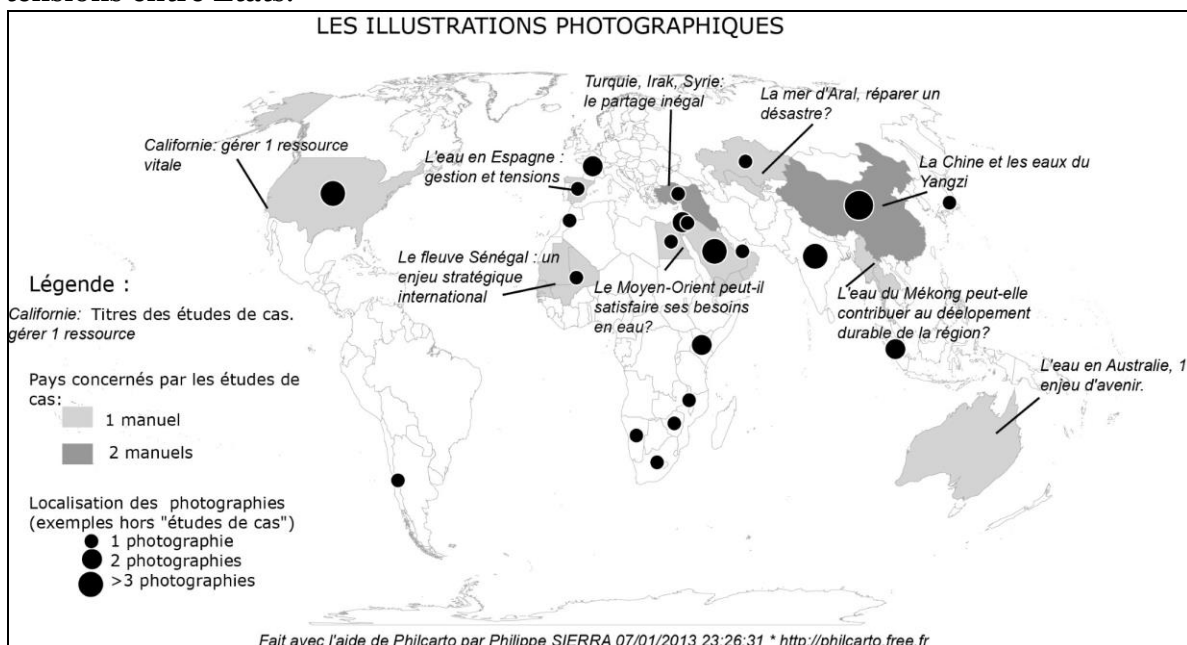 tensions entre États.
LES ILLUSTRATIONS PHOTOGRAPHIQUES
Turquie, Irak, Syrie:
le partage inégal
La mer d'Aral, réparer un
désastre?
Californie: gérer 1 ressource
vitale
L'eau en Espagne :
gestion et tensions
La Chine et les eaux du
Yangzi
Le fleuve Sénégal : un
enjeu stratégique
international
Le Moyen-Orient peut-il
satisfaire ses besoins
en eau?
L'eau du Mékong peut-elle
contribuer au déelopement
durable de la région?
L'eau en Australie, 1
enjeu d'avenir.
Légende :
Californie: Titres des études de cas.
gérer 1 ressource
Pays concernés par les études de
cas:
1 manuel
2 manuels
Localisation des photographies
(exemples hors "études de cas")
1 photographie
2 photographies
>3 photographies
Fait avec l'aide de Philcarto par Philippe SIERRA 07/01/2013 23:26:31 * http://philcarto.free.fr